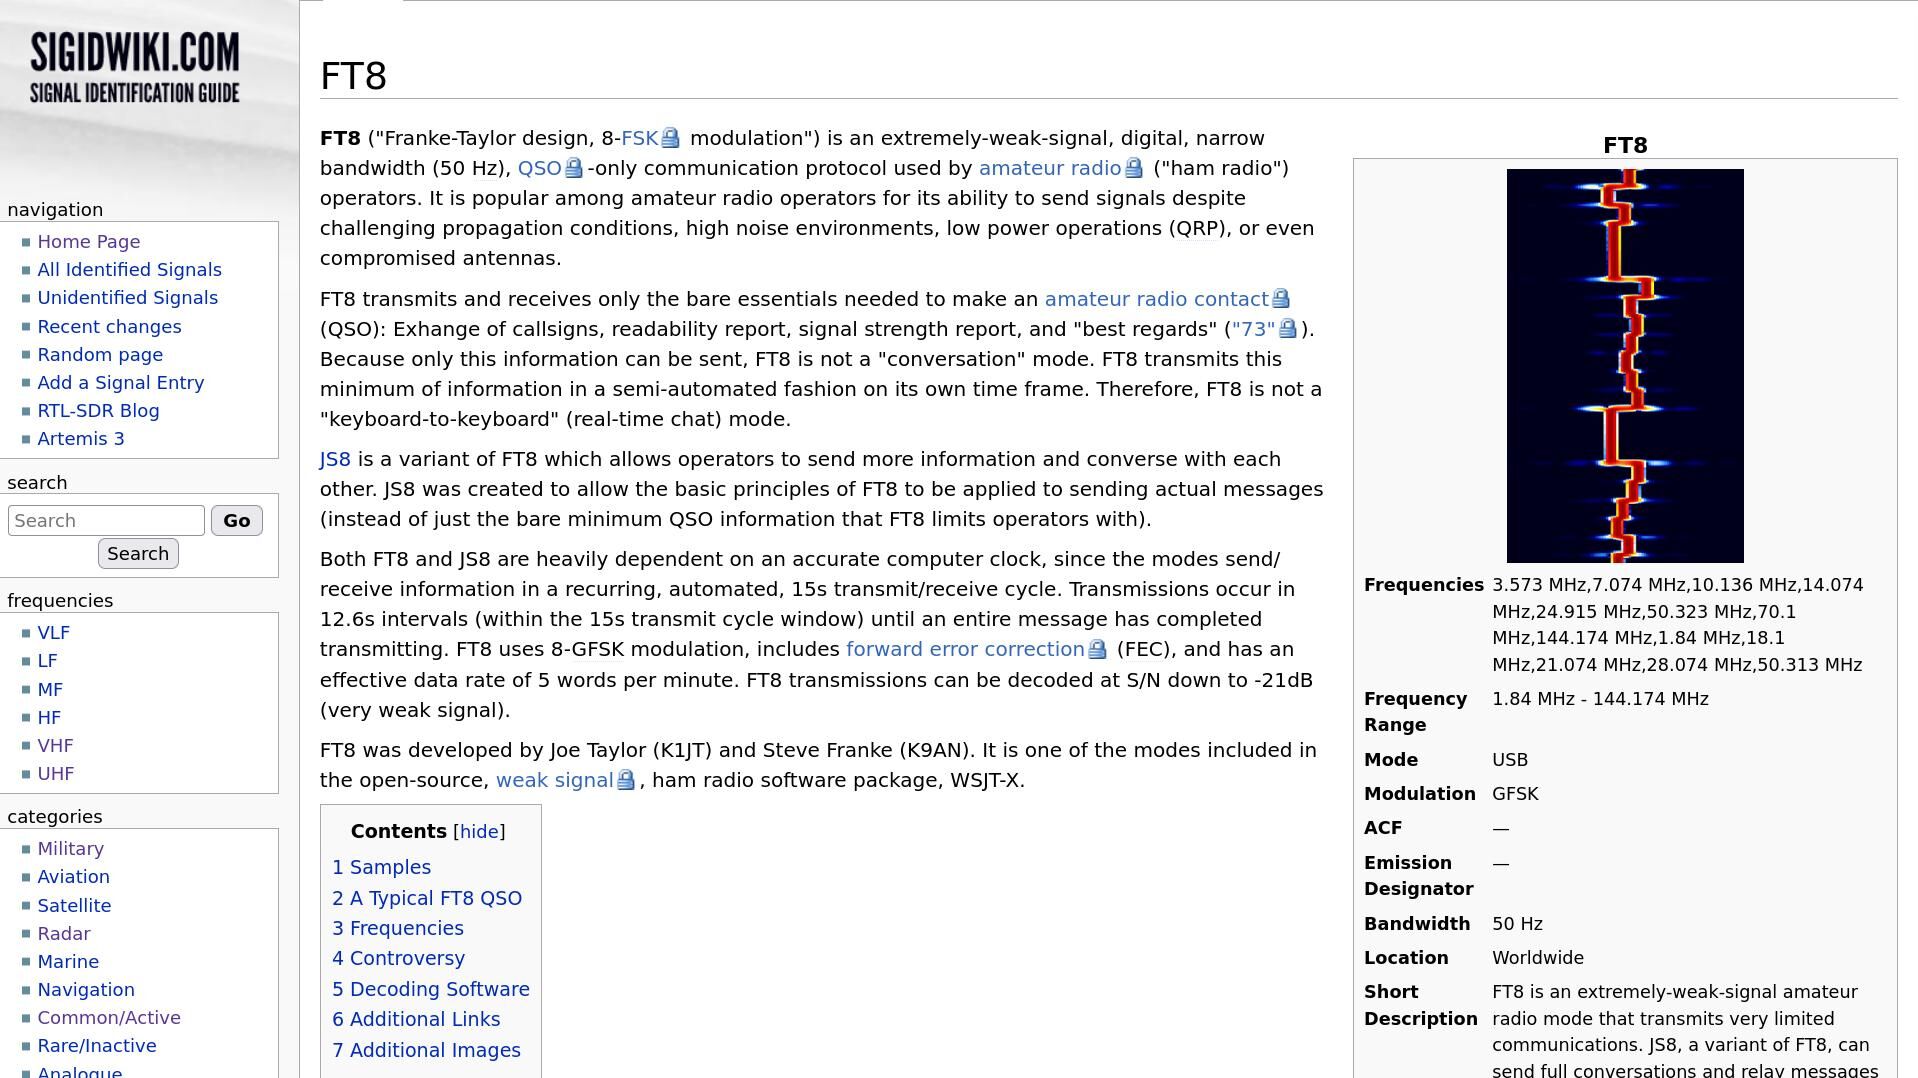 SIGIDWIKI.COM
SIGNAL IDENTIFICATION GUIDE
navigation
Home Page
All Identified Signals
Unidentified Signals
Recent changes
Random page
Add a Signal Entry
RTL-SDR Blog
Artemis 3
search
Search
Go
Search
frequencies
VLF
LF
MF
HF
VHF
UHF
categories
Military
Aviation
Satellite
Radar
Marine
Navigation
Common/Active
Rare/Inactive
Analogue
FT8
FT8 ("Franke-Taylor design, 8-FSK modulation") is an extremely-weak-signal, digital, narrow
bandwidth (50 Hz), QSO-only communication protocol used by amateur radio ("ham radio")
operators. It is popular among amateur radio operators for its ability to send signals despite
challenging propagation conditions, high noise environments, low power operations (QRP), or even
compromised antennas.
FT8 transmits and receives only the bare essentials needed to make an amateur radio contact
(QSO): Exhange of callsigns, readability report, signal strength report, and "best regards" ("73").
Because only this information can be sent, FT8 is not a "conversation" mode. FT8 transmits this
minimum of information in a semi-automated fashion on its own time frame. Therefore, FT8 is not a
"keyboard-to-keyboard" (real-time chat) mode.
JS8 is a variant of FT8 which allows operators to send more information and converse with each
other. JS8 was created to allow the basic principles of FT8 to be applied to sending actual messages
(instead of just the bare minimum QSO information that FT8 limits operators with).
Both FT8 and JS8 are heavily dependent on an accurate computer clock, since the modes send/
receive information in a recurring, automated, 15s transmit/receive cycle. Transmissions occur in
12.6s intervals (within the 15s transmit cycle window) until an entire message has completed
transmitting. FT8 uses 8-GFSK modulation, includes forward error correction (FEC), and has an
effective data rate of 5 words per minute. FT8 transmissions can be decoded at S/N down to -21dB
(very weak signal).
FT8 was developed by Joe Taylor (K1JT) and Steve Franke (K9AN). It is one of the modes included in
the open-source, weak signal, ham radio software package, WSJT-X.
Contents [hide]
1 Samples
2 A Typical FT8 QSO
3 Frequencies
4 Controversy
5 Decoding Software
6 Additional Links
7 Additional Images
FT8
Frequencies 3.573 MHz,7.074 MHz,10.136 MHz,14.074
MHz,24.915 MHz,50.323 MHz,70.1
MHz,144.174 MHz,1.84 MHz,18.1
MHz,21.074 MHz,28.074 MHz,50.313 MHz
Frequency 1.84 MHz - 144.174 MHz
Range
Mode USB
Modulation GFSK
ACF —
Emission —
Designator
Bandwidth 50 Hz
Location Worldwide
Short FT8 is an extremely-weak-signal amateur
Description radio mode that transmits very limited
communications. JS8, a variant of FT8, can
send full conversations and relay messages